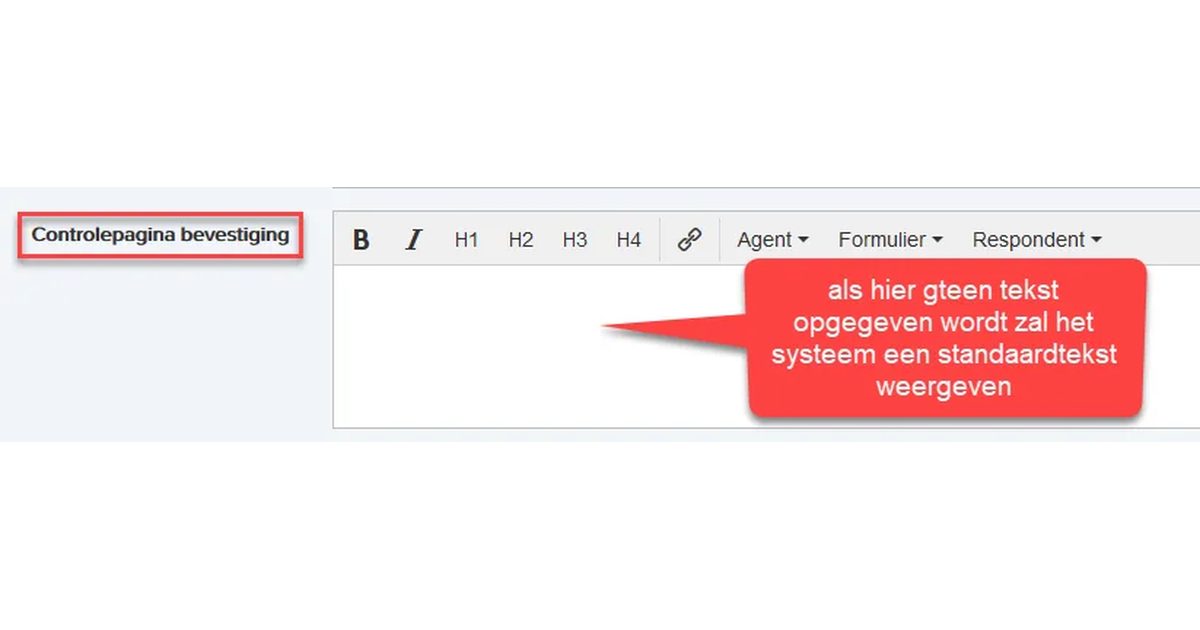 Controlepagina bevestiging
B I H1 H2 H3 H4 Agent Formulier Respondent
als hier gteen tekst
opgegeven wordt zal het
systeem een standaardtekst
weergeven